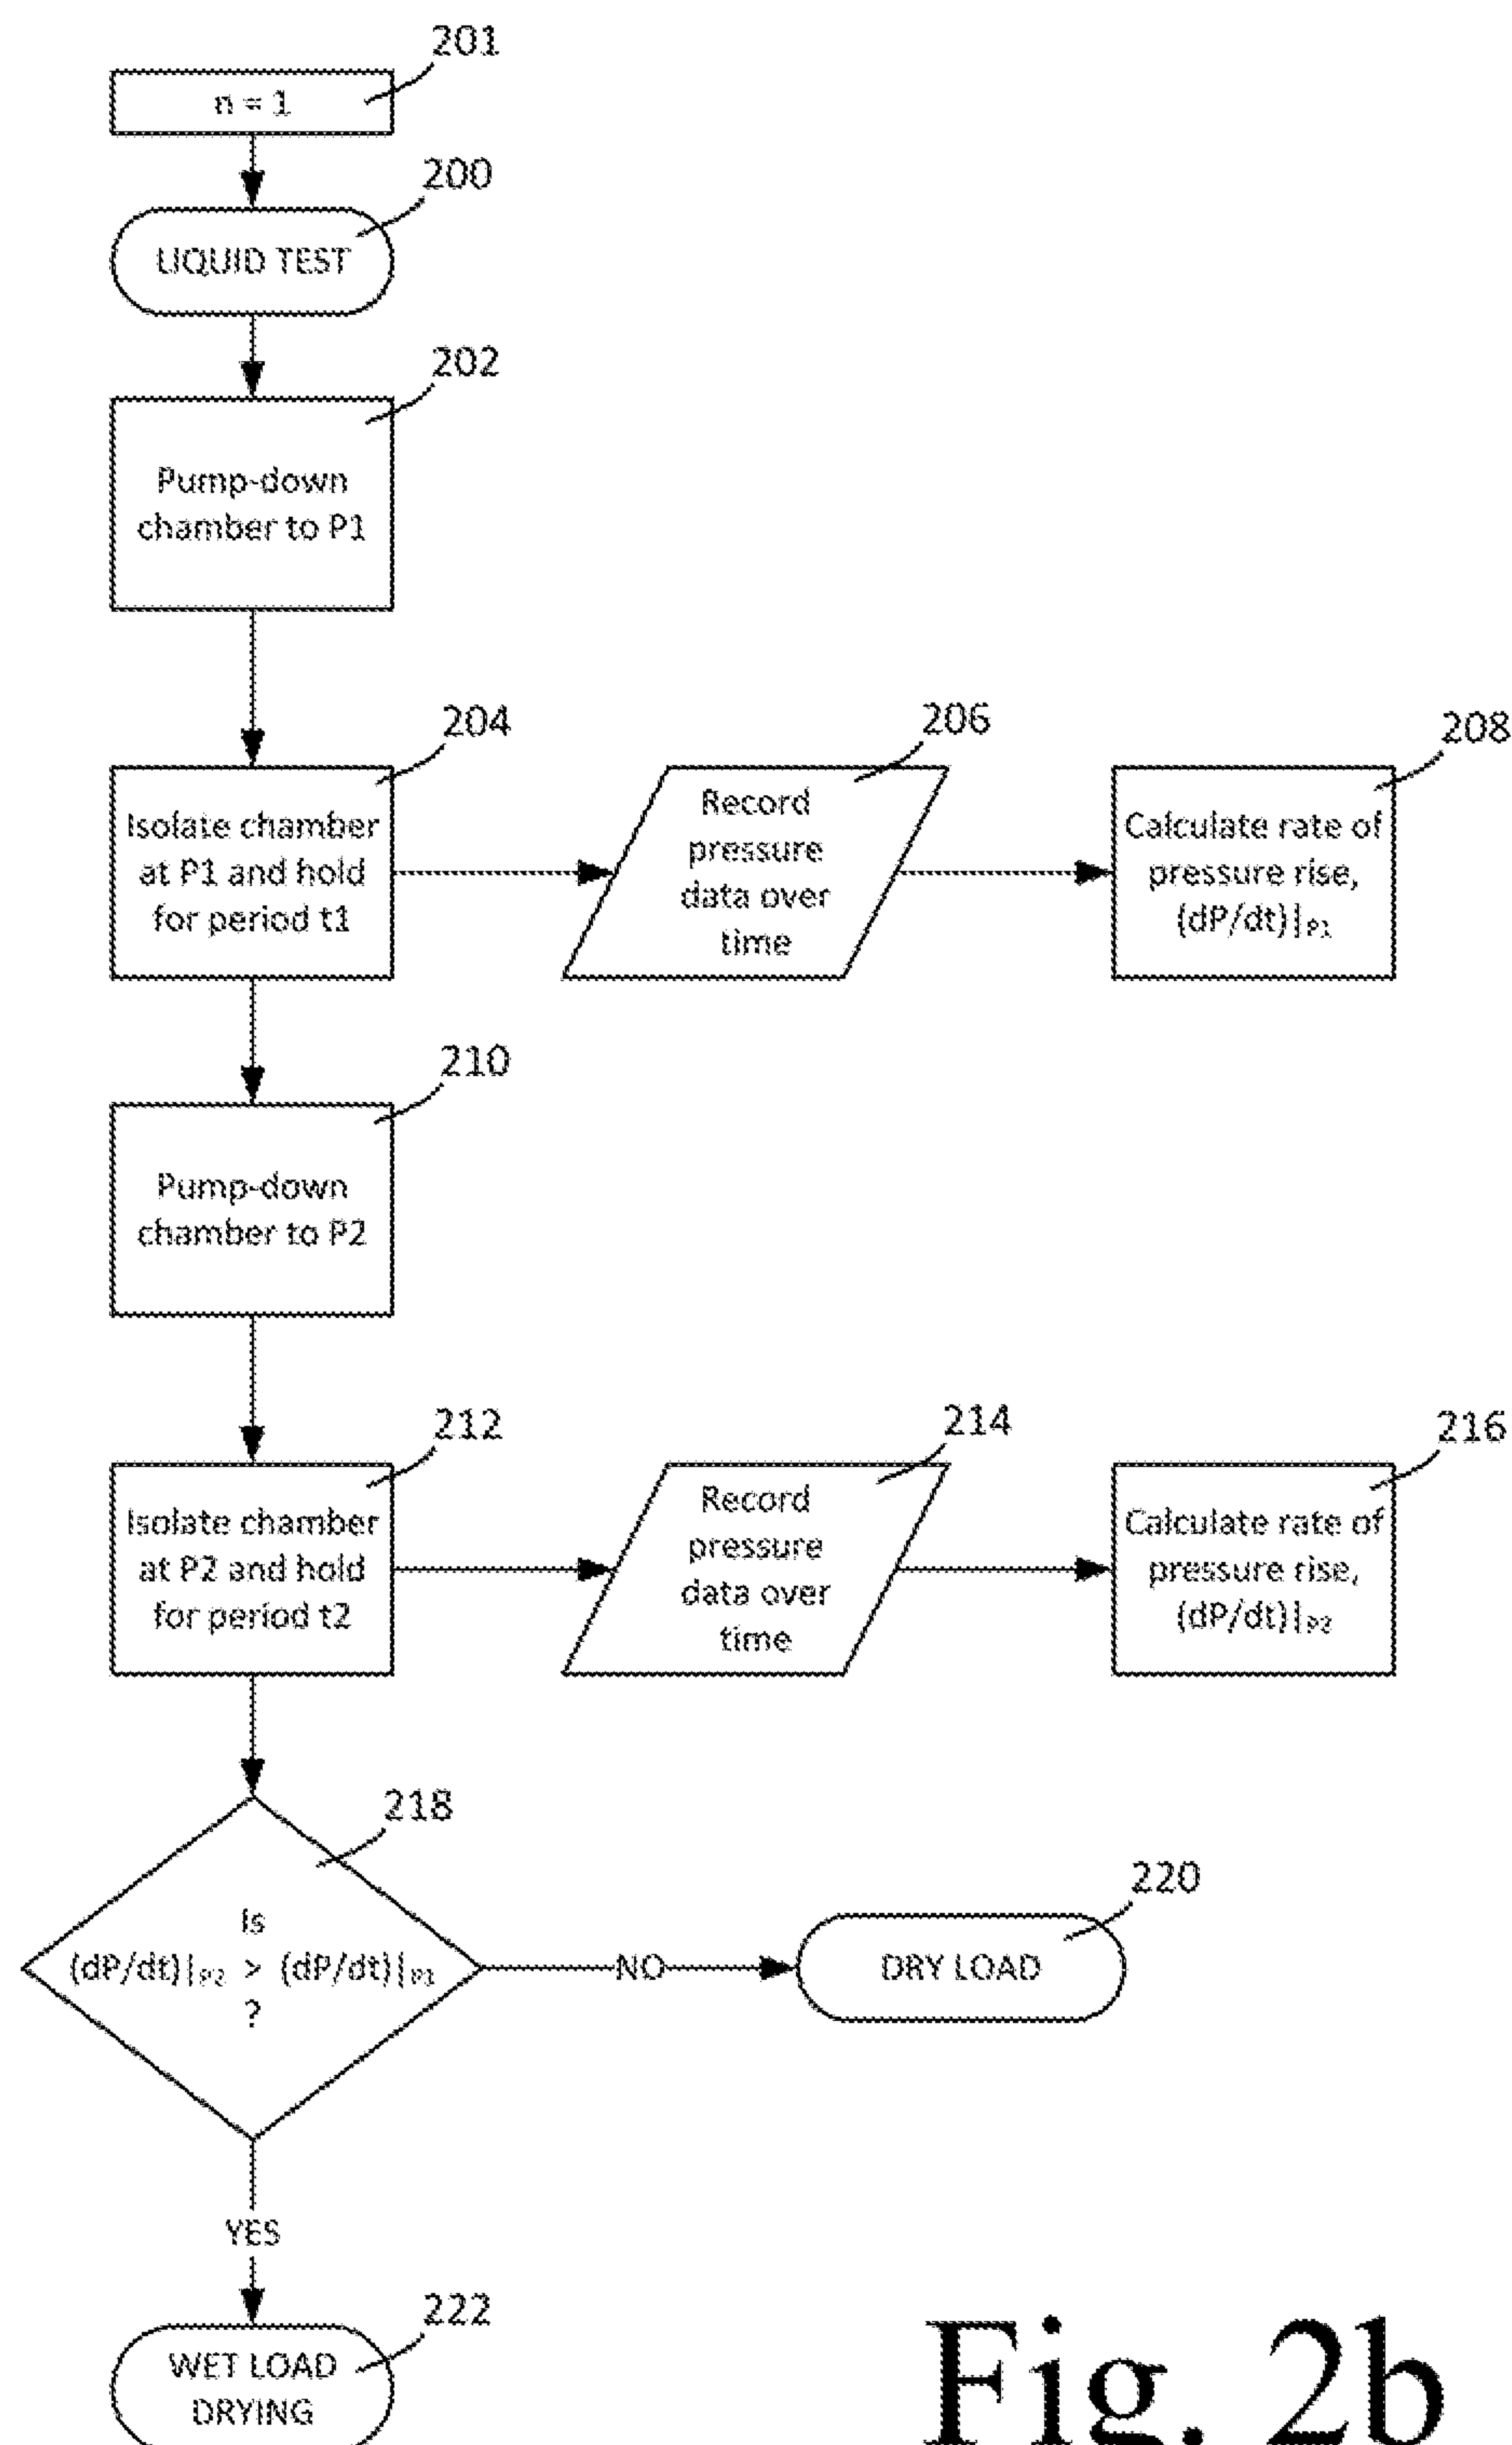 201
n = 1
200
LIQUID TEST
202
Pump-down
chamber to P1
204
Isolate chamber
at P1 and hold
for period t1
206
Record
pressure
data over
time
208
Calculate rate of
pressure rise,
(dP/dt)|P1
210
Pump-down
chamber to P2
212
Isolate chamber
at P2 and hold
for period t2
214
Record
pressure
data over
time
216
Calculate rate of
pressure rise,
(dP/dt)|P2
218
Is
(dP/dt)|P2 > (dP/dt)|P1
?
NO
220
DRY LOAD
YES
222
WET LOAD
DRYING
Fig. 2b